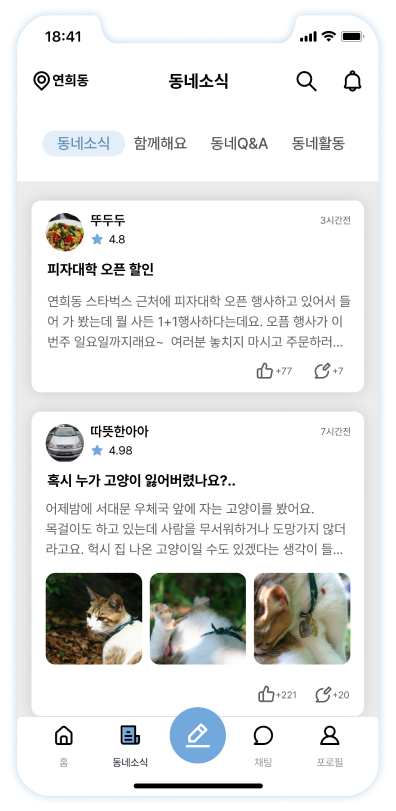 18:41
연희동
동네소식
동네소식 함께해요 동네Q&A 동네활동
뚜두두
3시간전
4.8
피자대학 오픈 할인
연희동 스타벅스 근처에 피자대학 오픈 행사하고 있어서 들
어 가 봤는데 뭘 사든 1+1행사하다는데요. 오픔 행사가 이
번주 일요일까지래요~ 여러분 놓치지 마시고 주문하러...
+77 +7
따뜻한아아
7시간전
4.98
혹시 누가 고양이 잃어버렸나요?..
어제밤에 서대문 우체국 앞에 자는 고양이를 봤어요.
목걸이도 하고 있는데 사람을 무서워하거나 도망가지 않더
라고요. 헉시 집 나온 고양이일 수도 있겠다는 생각이 들...
+221 +20
홈 동네소식 채팅 포로필